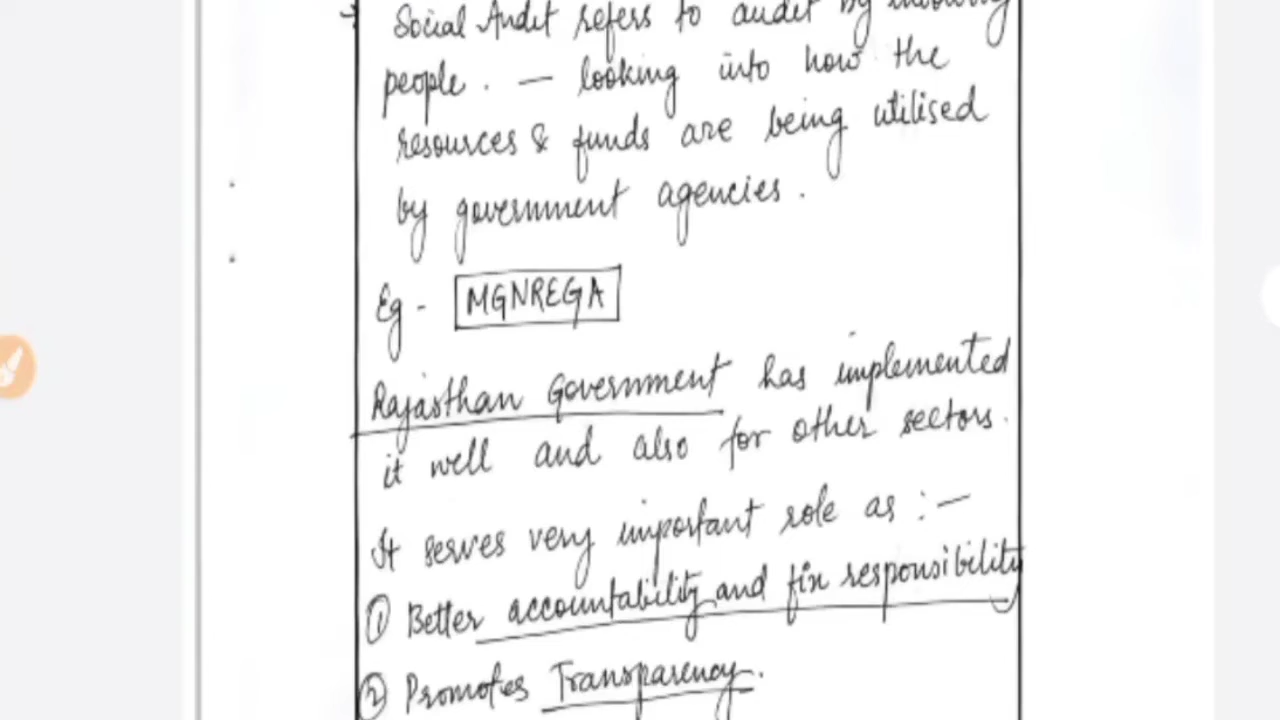 Social Audit refers to audit by involving
people. — looking into how the
resources & funds are being utilised
by government agencies.
Eg - MGNREGA
Rajasthan Government has implemented
it well and also for other sectors.
It serves very important role as :—
① Better accountability and fix responsibility
② Promotes Transparency.